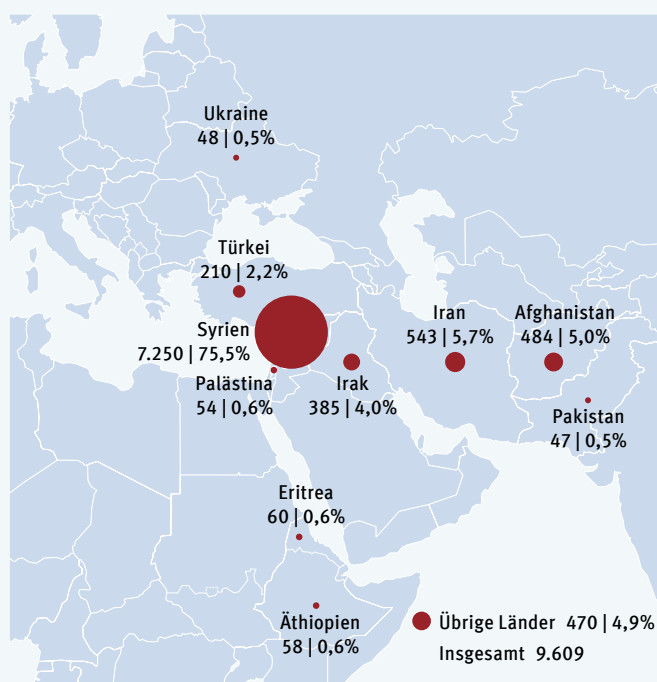 Ukraine
48 | 0,5%
Türkei
210 | 2,2%
Syrien
7.250 | 75,5%
Palästina
54 | 0,6%
Irak
385 | 4,0%
Iran
543 | 5,7%
Afghanistan
484 | 5,0%
Pakistan
47 | 0,5%
Eritrea
60 | 0,6%
Äthiopien
58 | 0,6%
Übrige Länder 470 | 4,9%
Insgesamt 9.609